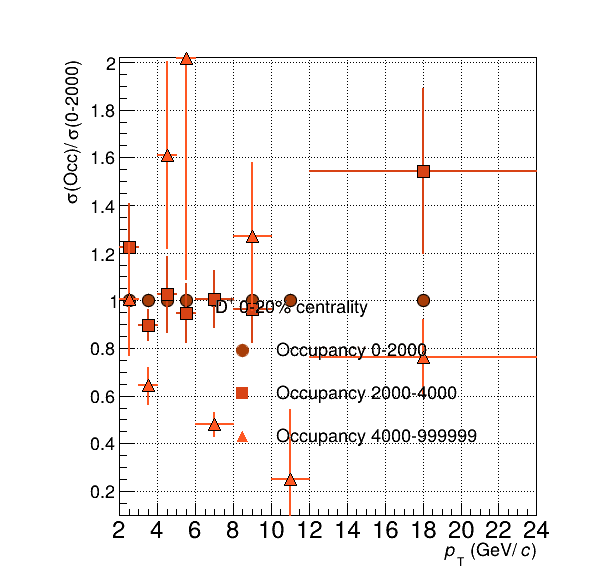 σ(Occ)/ σ(0-2000)
2
1.8
1.6
1.4
1.2
1
0.8
0.6
0.4
0.2
D 0-20% centrality
Occupancy 0-2000
Occupancy 2000-4000
Occupancy 4000-999999
2 4 6 8 10 12 14 16 18 20 22 24
p_T (GeV/c)